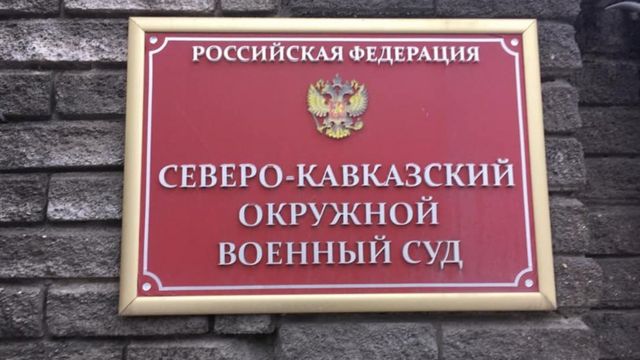 РОССИЙСКАЯ ФЕДЕРАЦИЯ
СЕВЕРО-КАВКАЗСКИЙ
ОКРУЖНОЙ
ВОЕННЫЙ СУД